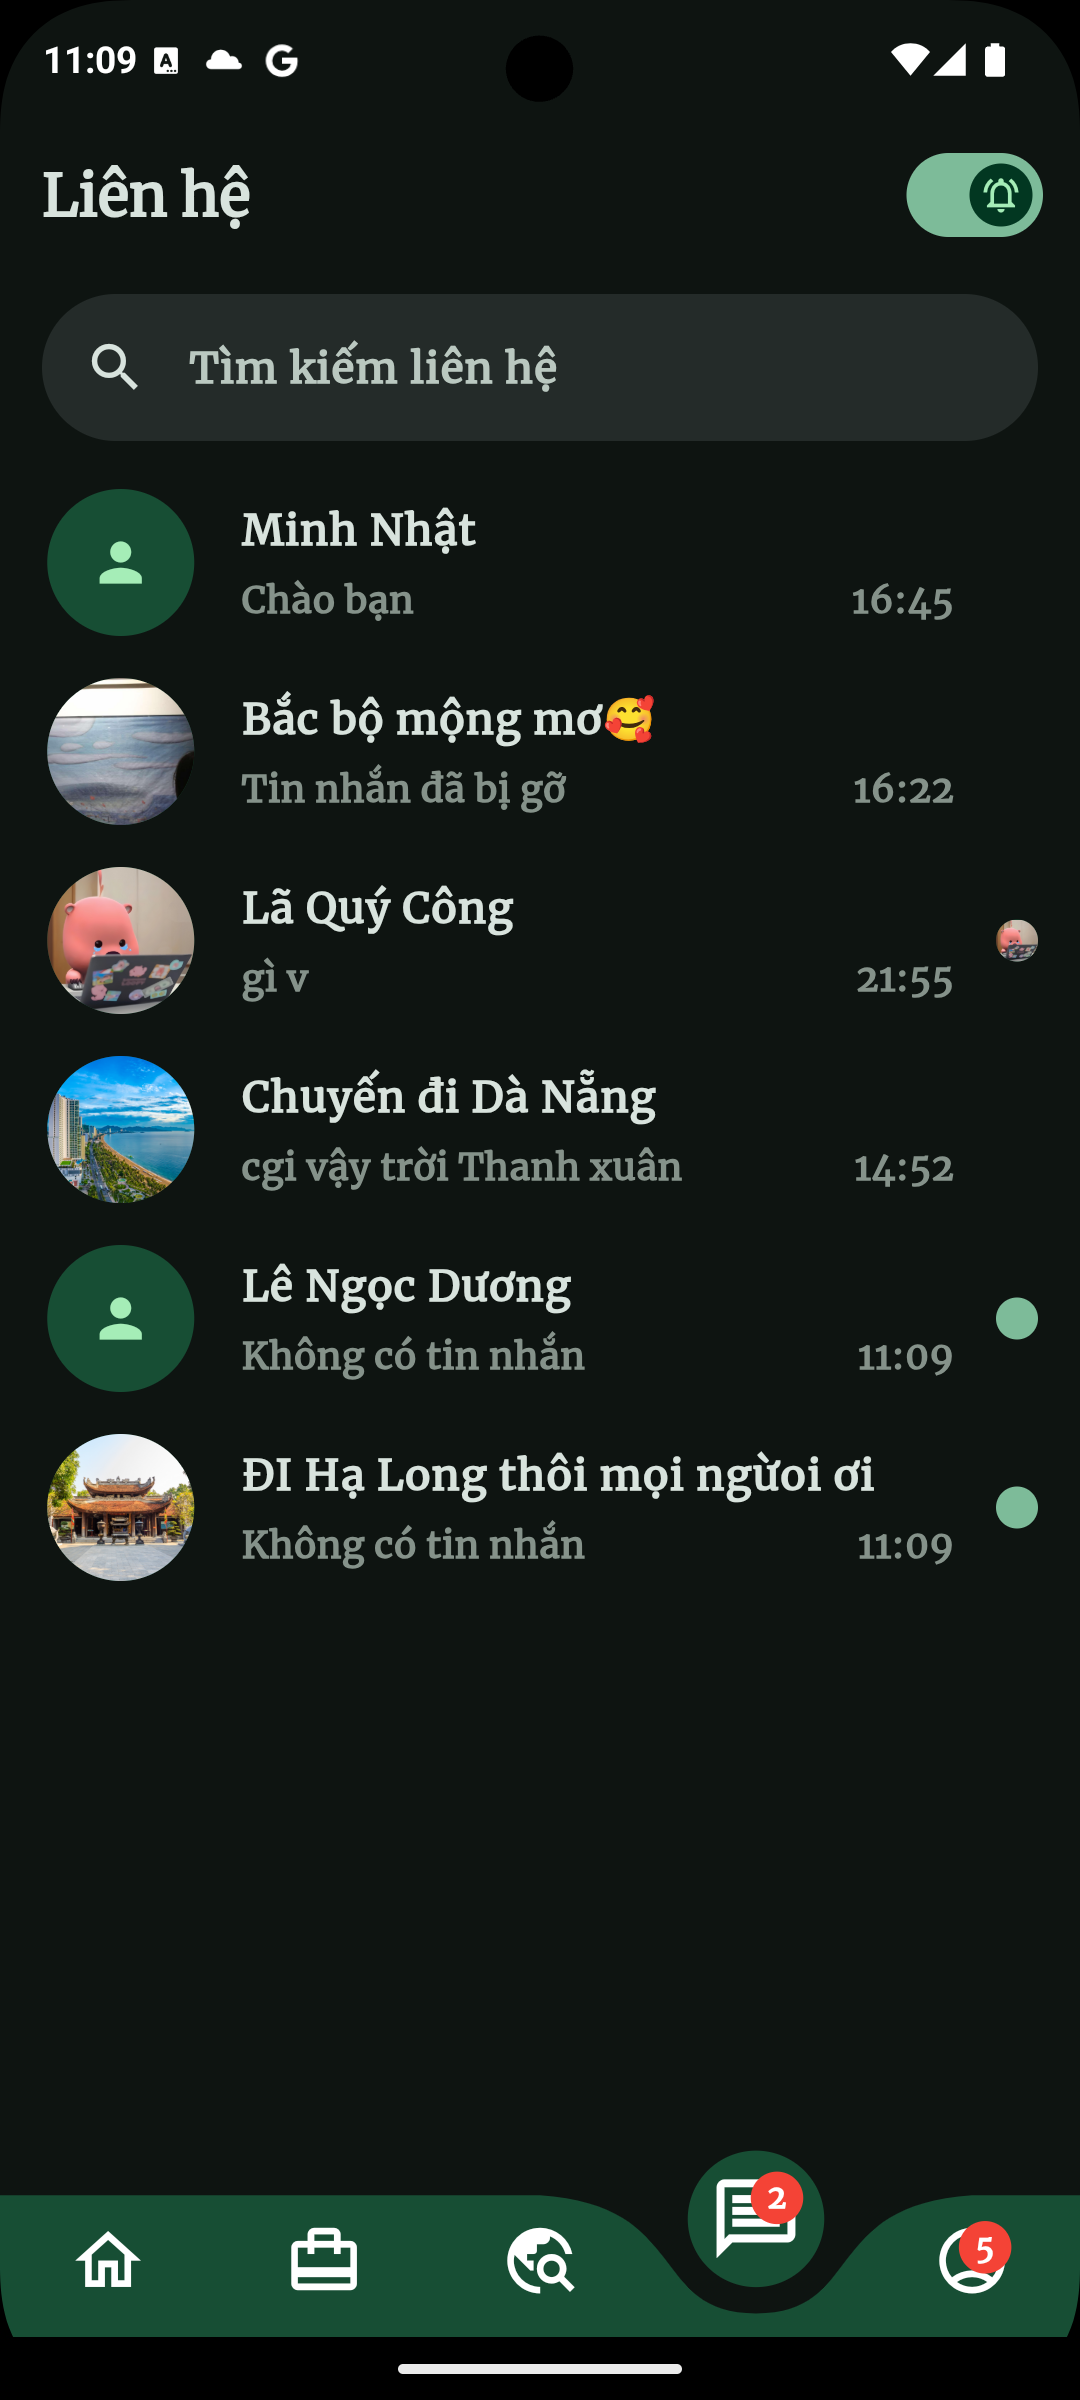 11:09
Liên hệ
Tìm kiếm liên hệ
Minh Nhật
Chào bạn 16:45
Bắc bộ mộng mơ🥰
Tin nhắn đã bị gỡ 16:22
Lã Quý Công
gì v 21:55
Chuyến đi Dà Nẵng
cgi vậy trời Thanh xuân 14:52
Lê Ngọc Dương
Không có tin nhắn 11:09
ĐI Hạ Long thôi mọi ngừoi ơi
Không có tin nhắn 11:09
2
5